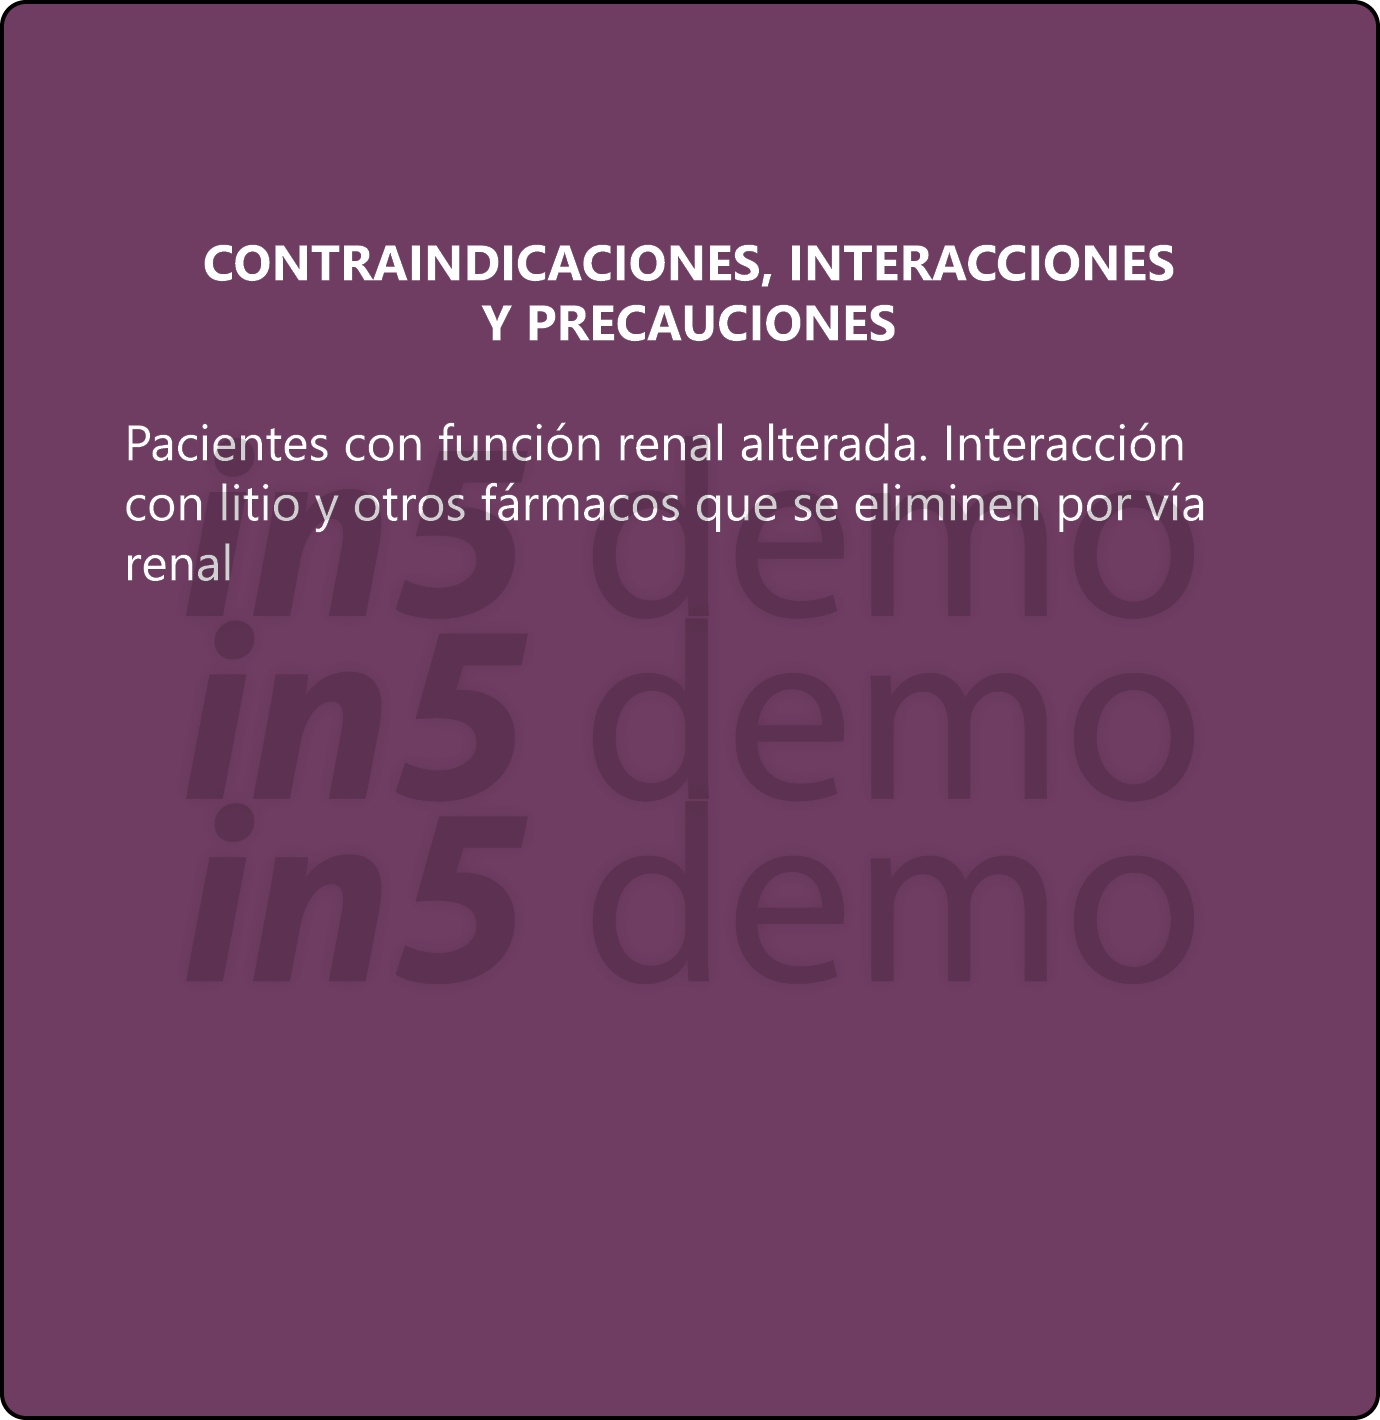 CONTRAINDICACIONES, INTERACCIONES
Y PRECAUCIONES
Pacientes con función renal alterada. Interacción
con litio y otros fármacos que se eliminen por vía
renal
in5 demo
in5 demo
in5 demo